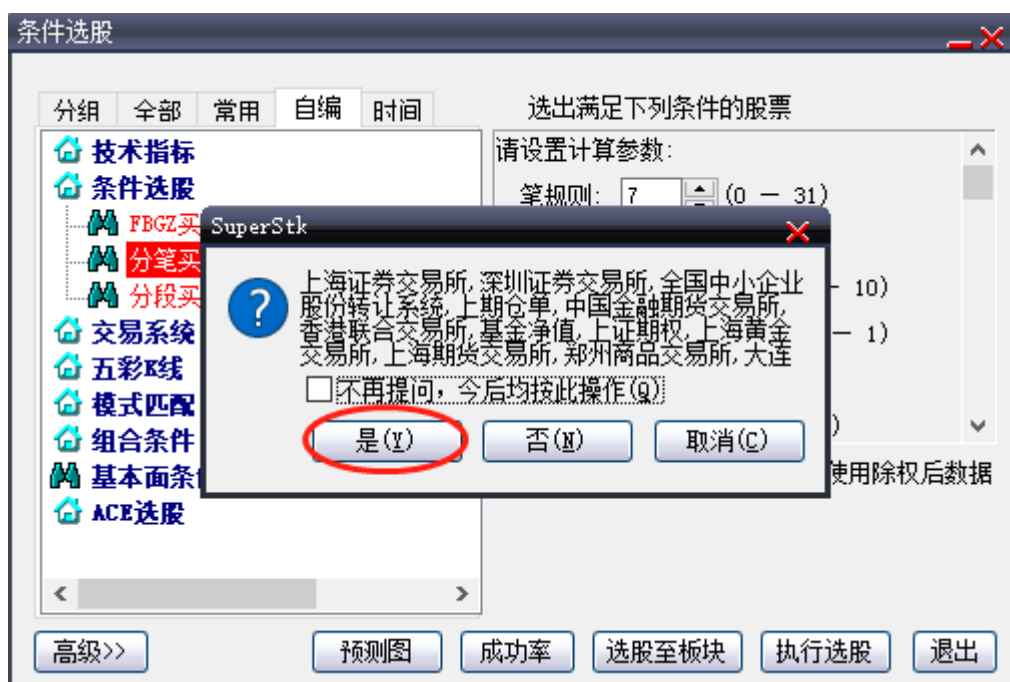 条件选股
分组 全部 常用 自编 时间
选出满足下列条件的股票
技术指标
条件选股
FBGZ买
分笔买
分段买
交易系统
五彩K线
模式匹配
组合条件
基本面条
ACE选股
请设置计算参数:
笔规则: 7 (0 — 31)
- 10)
— 1)
)
使用除权后数据
SuperStk
上海证券交易所,深圳证券交易所,全国中小企业
股份转让系统,上期仓单,中国金融期货交易所,
香港联合交易所,基金净值,上证期权,上海黄金
交易所,上海期货交易所,郑州商品交易所,大连
不再提问，今后均按此操作(Q)
是(Y) 否(N) 取消(C)
高级>> 预测图 成功率 选股至板块 执行选股 退出